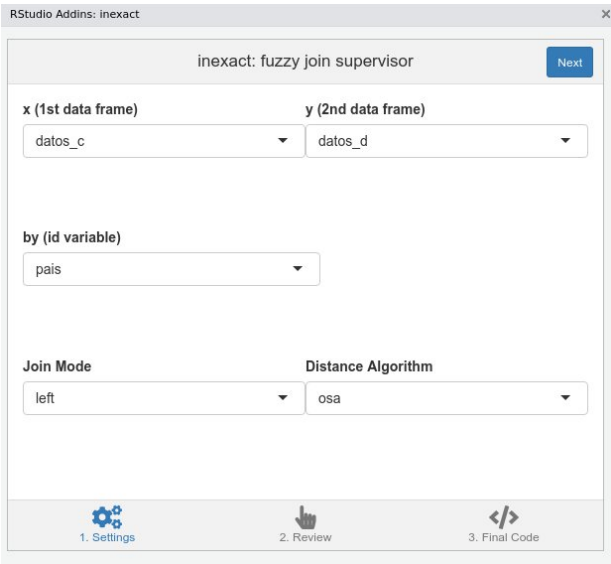 RStudio Addins: inexact
inexact: fuzzy join supervisor
Next
x (1st data frame)
y (2nd data frame)
datos_c
datos_d
by (id variable)
pais
Join Mode
Distance Algorithm
left
osa
1. Settings
2. Review
3. Final Code